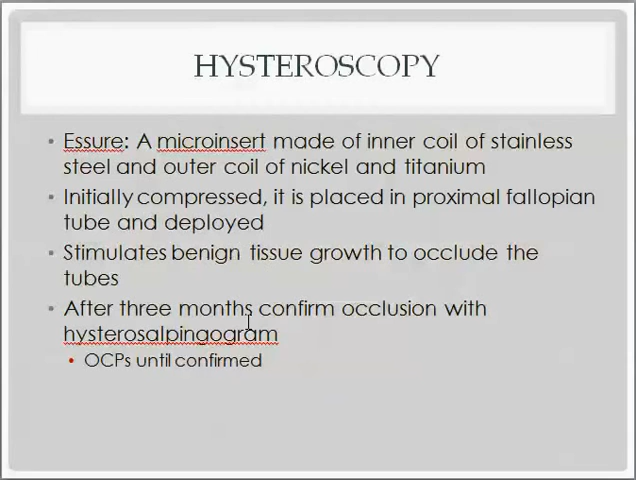 HYSTEROSCOPY
• Essure: A microinsert made of inner coil of stainless
steel and outer coil of nickel and titanium
• Initially compressed, it is placed in proximal fallopian
tube and deployed
• Stimulates benign tissue growth to occlude the
tubes
• After three months confirm occlusion with
hysterosalpingogram
• OCPs until confirmed